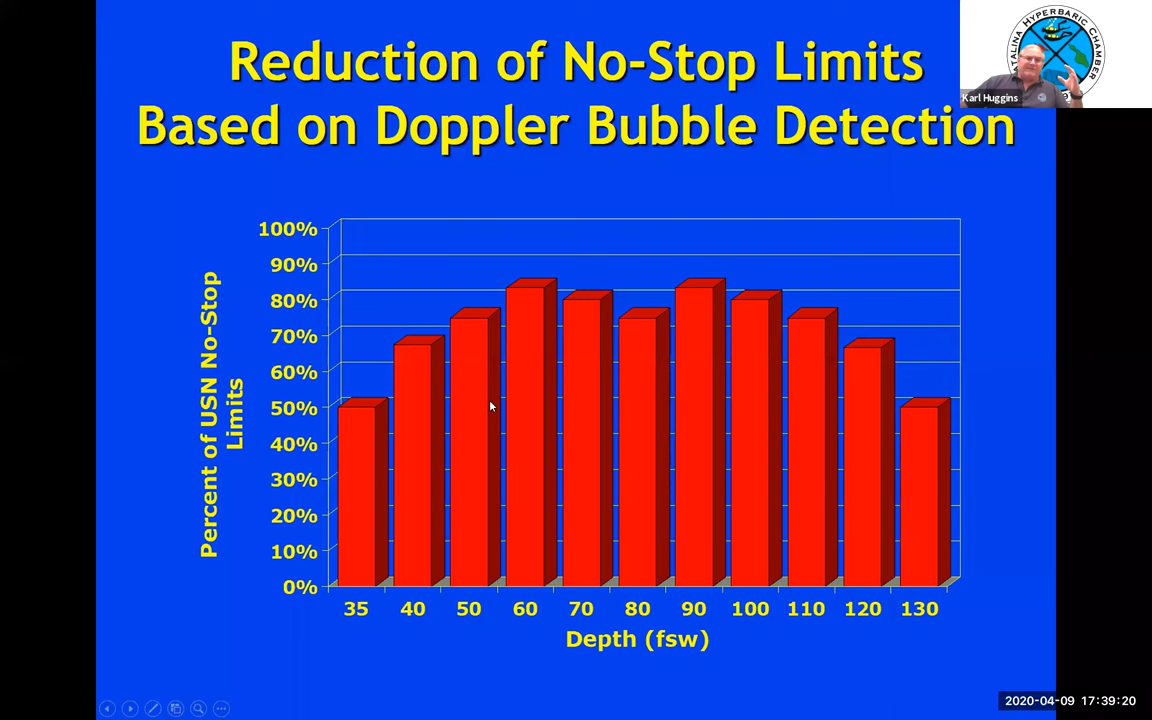 Reduction of No-Stop Limits
Based on Doppler Bubble Detection
CATALINA HYPERBARIC CHAMBER
Karl Huggins
Percent of USN No-Stop
Limits
100%
90%
80%
70%
60%
50%
40%
30%
20%
10%
0%
35 40 50 60 70 80 90 100 110 120 130
Depth (fsw)
2020-04-09 17:39:20